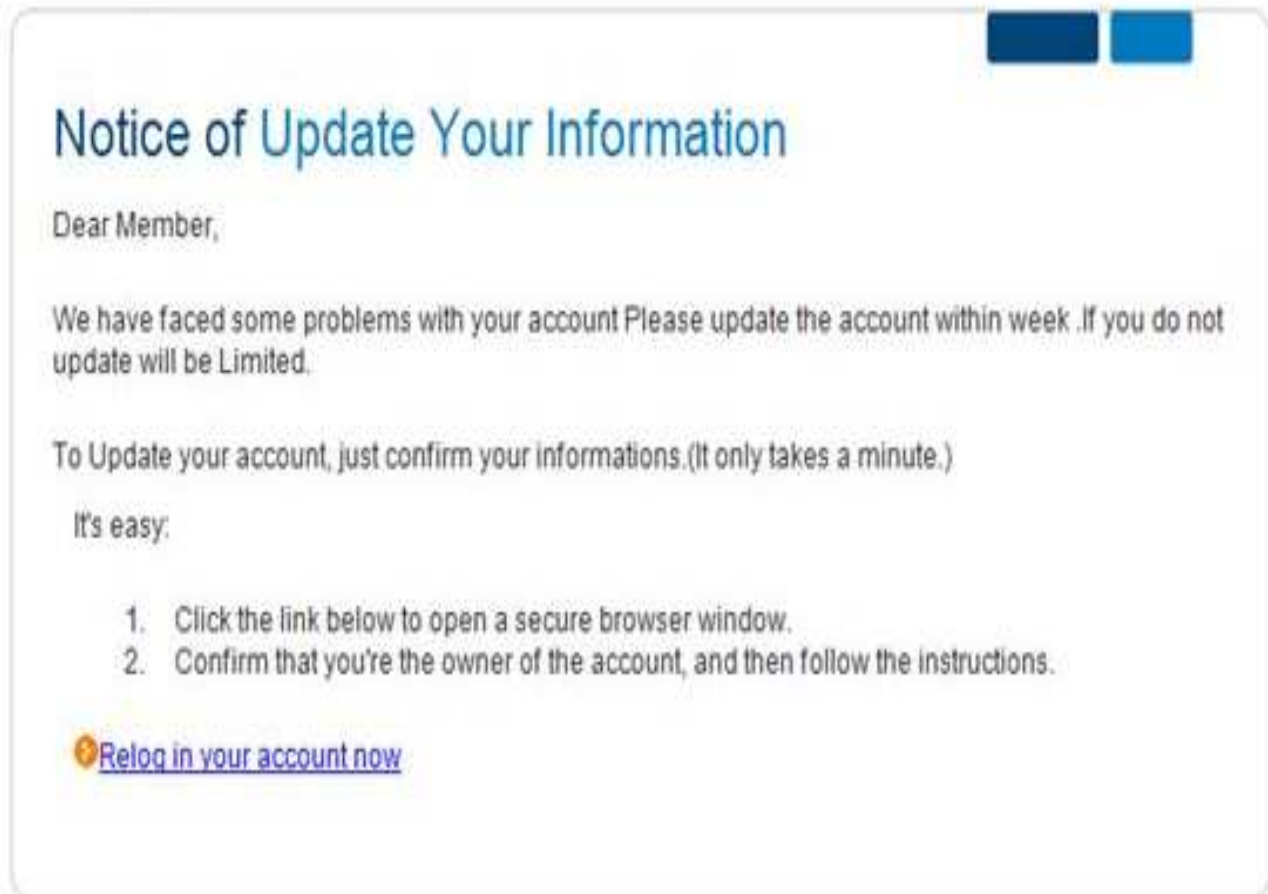 Notice of Update Your Information
Dear Member,
We have faced some problems with your account Please update the account within week .If you do not
update will be Limited.
To Update your account, just confirm your informations.(It only takes a minute.)
It's easy:
1. Click the link below to open a secure browser window.
2. Confirm that you're the owner of the account, and then follow the instructions.
Relog in your account now